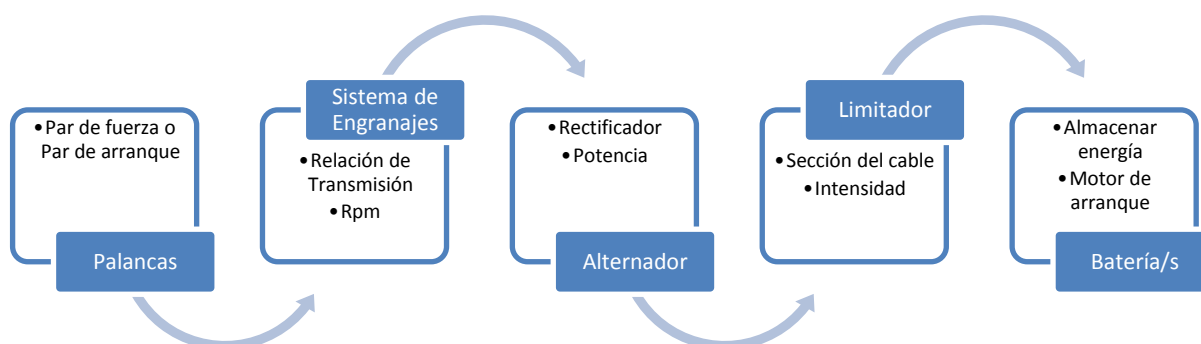 • Par de fuerza o
Par de arranque
Palancas
Sistema de
Engranajes
• Relación de
Transmisión
• Rpm
• Rectificador
• Potencia
Alternador
Limitador
• Sección del cable
• Intensidad
• Almacenar
energía
• Motor de
arranque
Batería/s